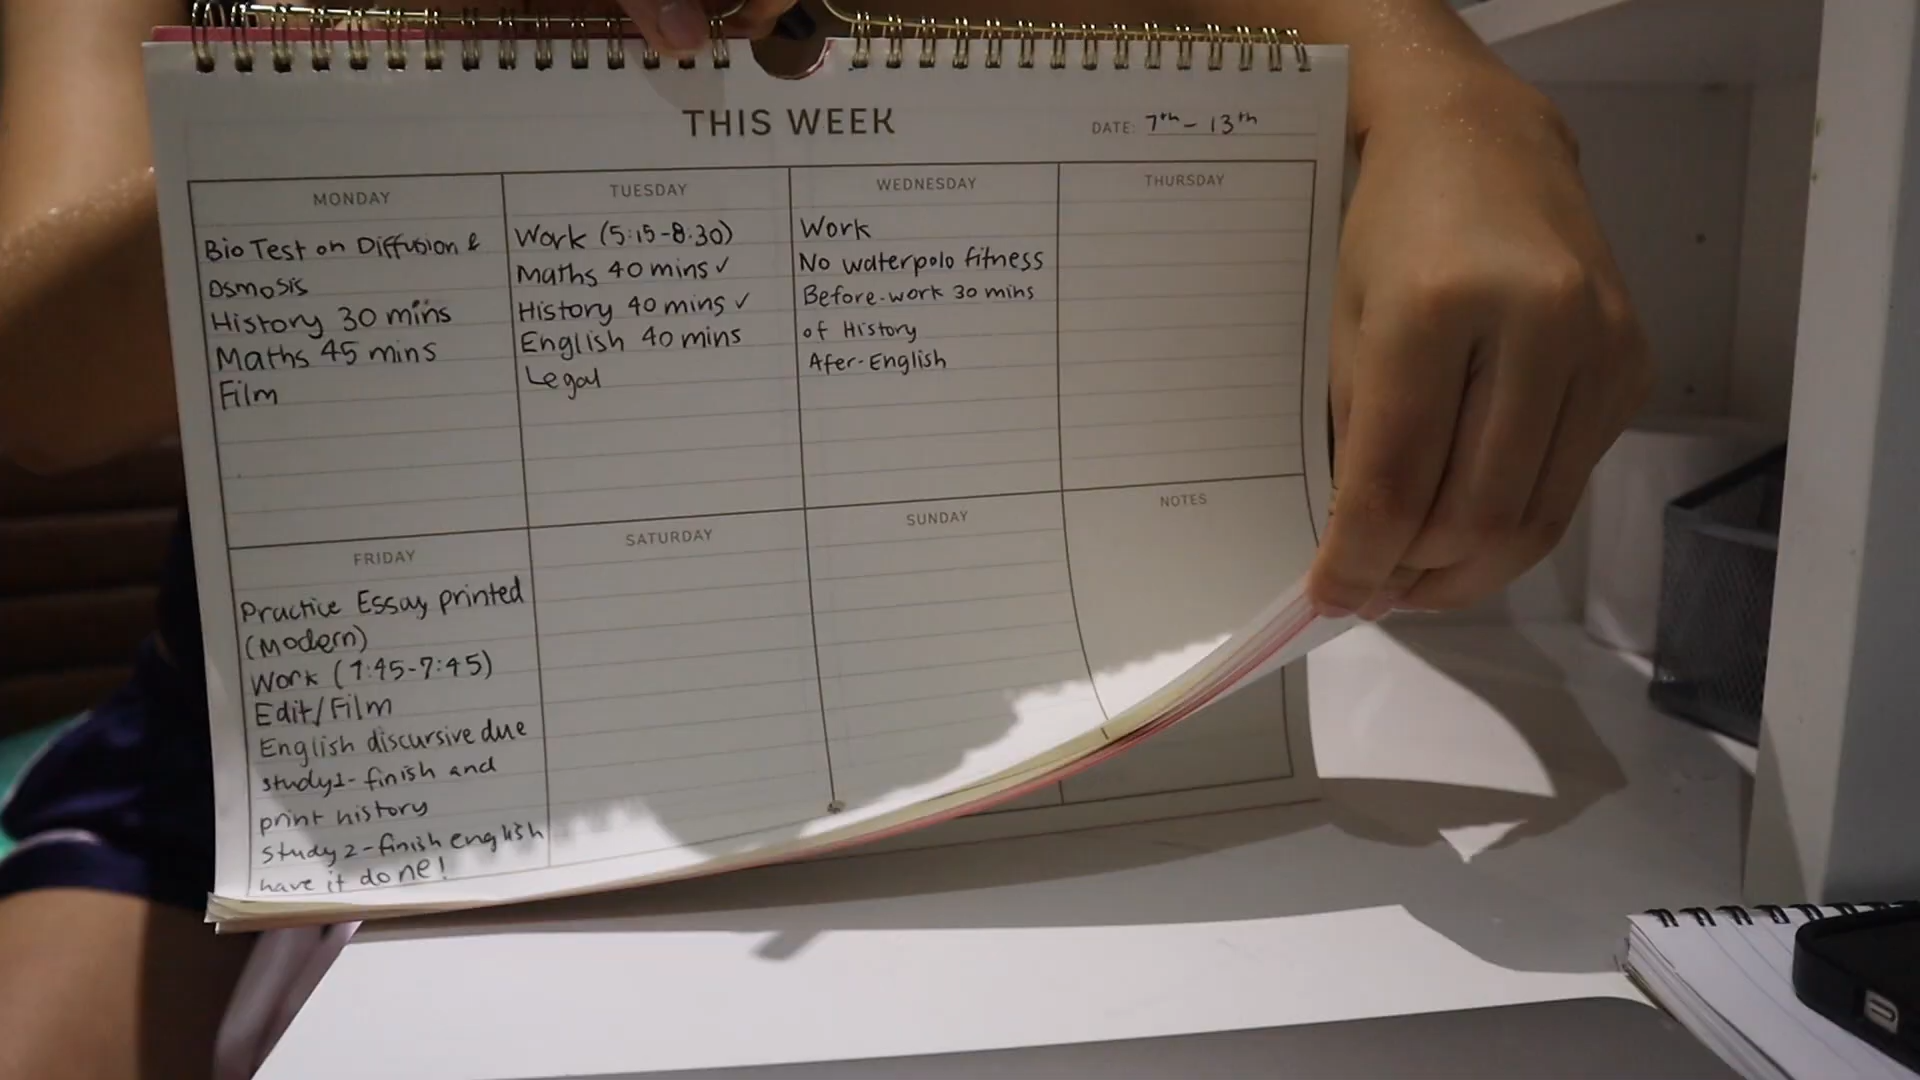 THIS WEEK
DATE: 7th - 13th
MONDAY
Bio Test on Diffusion &
Osmosis
History 30 mins
Maths 45 mins
Film
TUESDAY
Work (5:15-8:30)
Maths 40 mins ✓
History 40 mins ✓
English 40 mins
Legal
WEDNESDAY
Work
No waterpolo fitness
Before-work 30 mins
of History
Afer-English
THURSDAY
FRIDAY
Practice Essay printed
(Modern)
Work (:45-7:45)
Edit/Film
English discursive due
study1- finish and
print history
Study 2-finish english
have it done!
SATURDAY
SUNDAY
NOTES